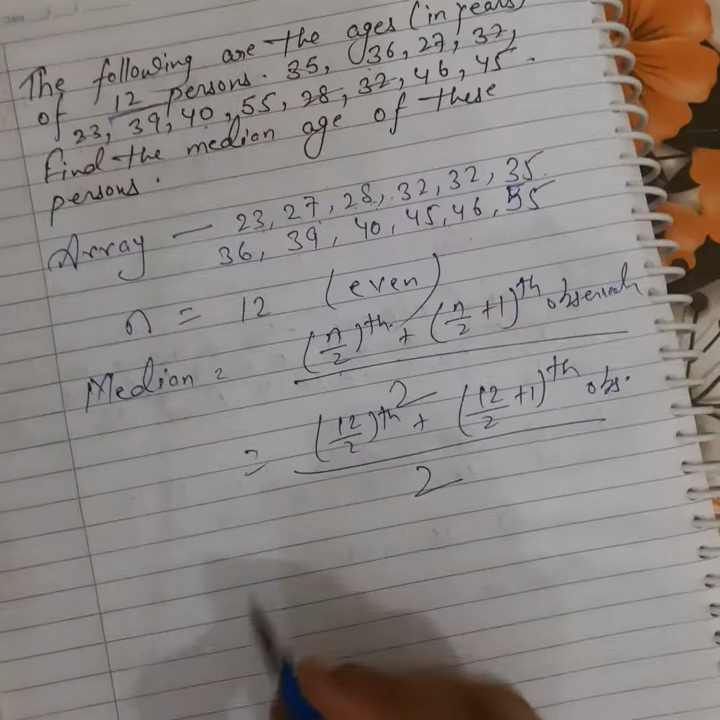 The following are the ages (in years)
of 12 persons. 35, 36, 27, 32,
23, 39, 40, 55, 28, 32, 46, 45.
Find the median age of these
persons.
Array — 23, 27, 28, 32, 32, 35
36, 39, 40, 45, 46, 55
n = 12 (even)
Median = (n/2)th + (n/2 + 1)th
2
= (12/2)th + (12/2 + 1)th obs.
2